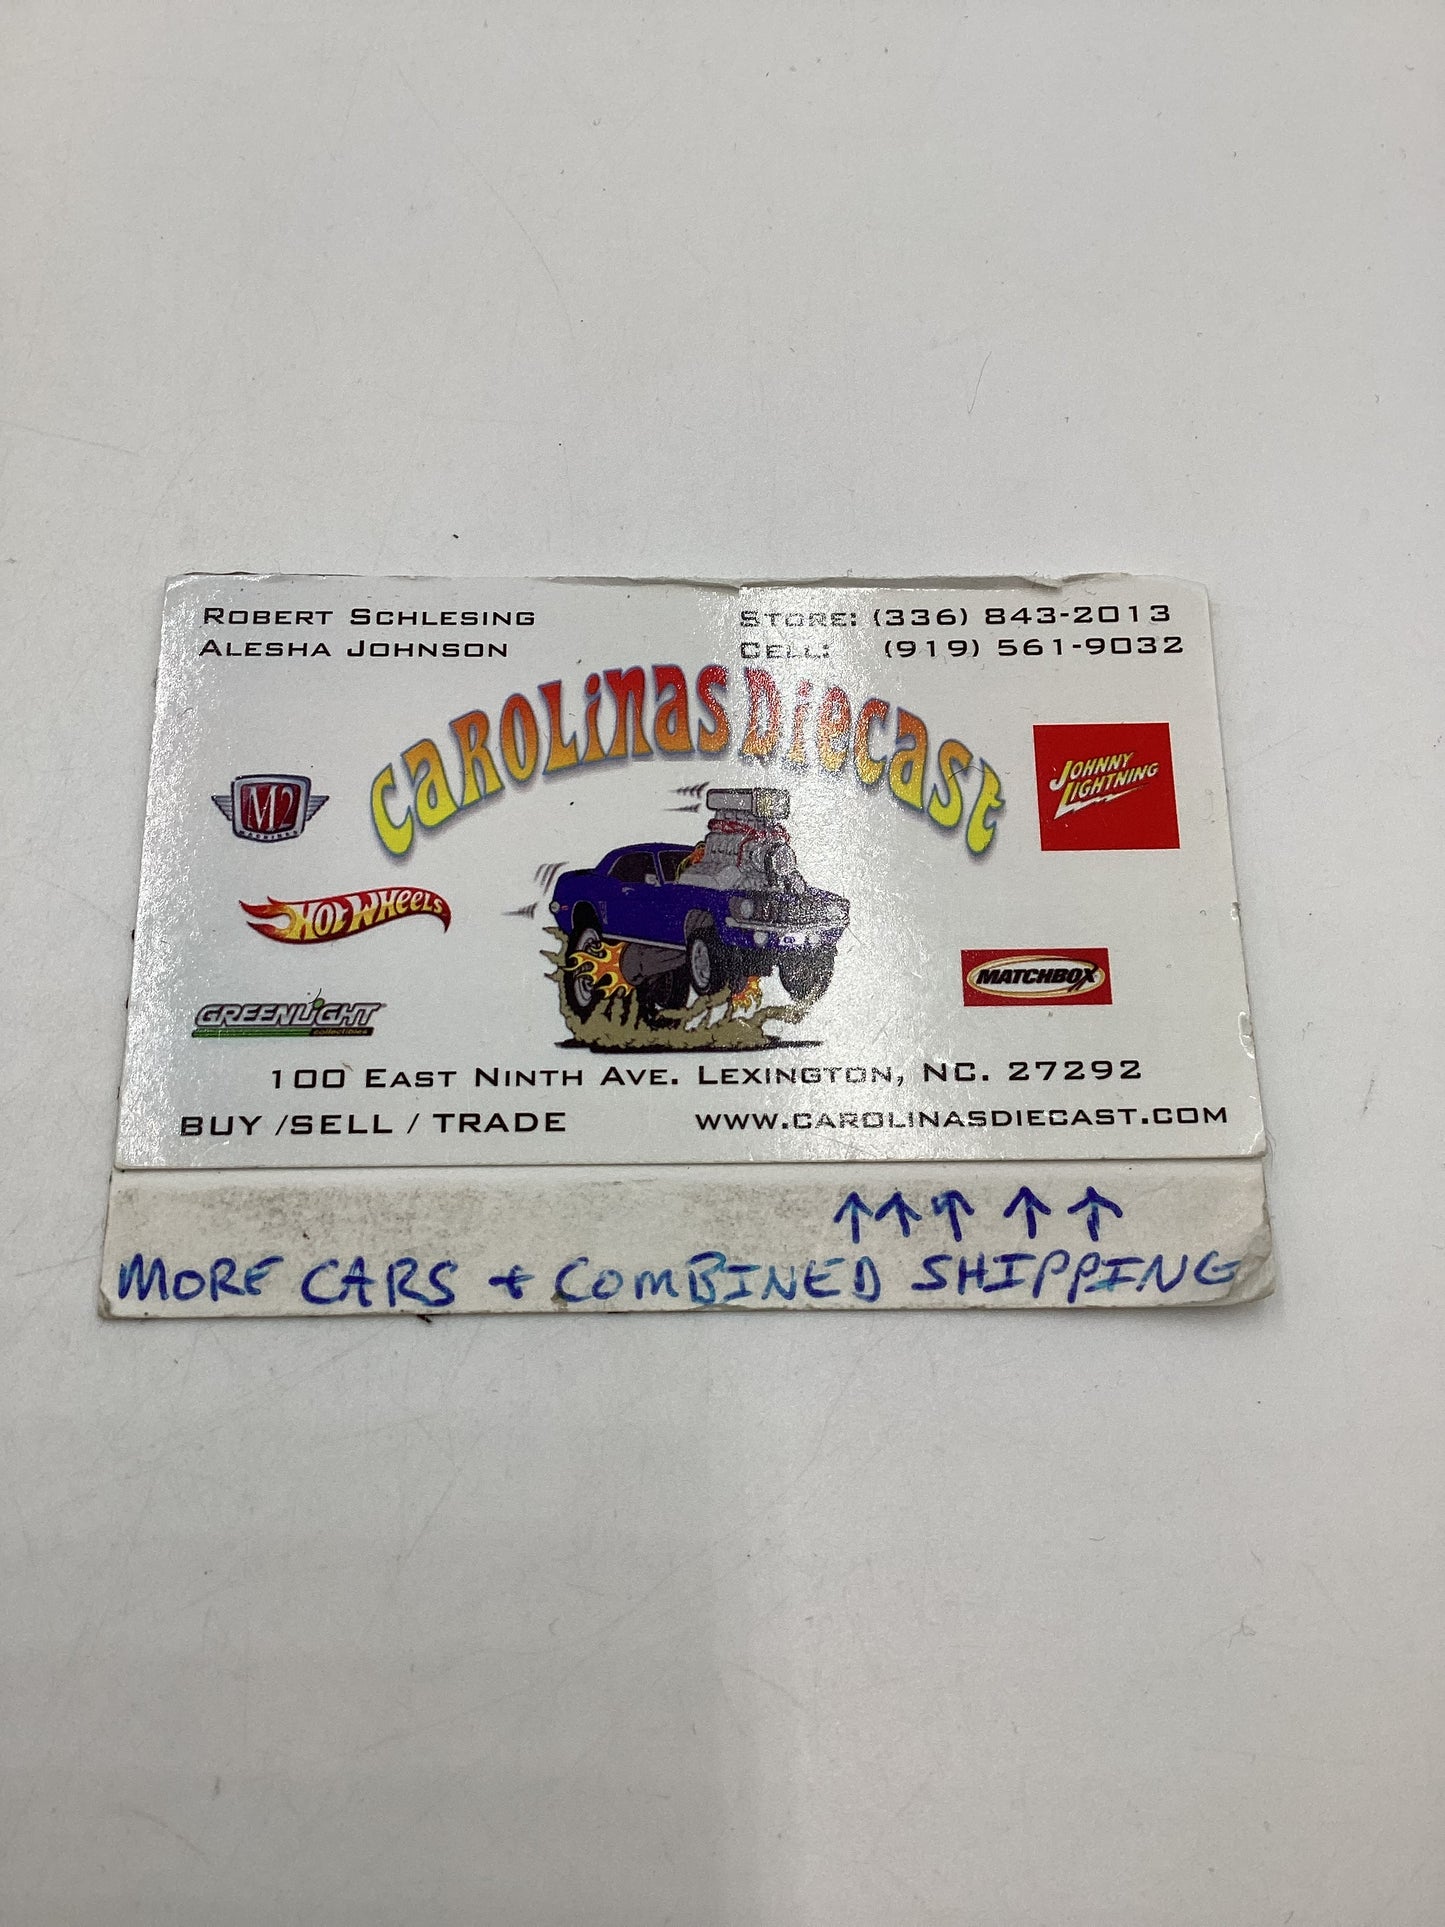 Robert Schlesing
Alesha Johnson
Store: (336) 843-2013
Cell: (919) 561-9032
Carolinas Diecast
M2
MACHINES
Johnny Lightning
Hot Wheels
MATCHBOX
GREENLIGHT
collectibles
100 East Ninth Ave. Lexington, NC. 27292
BUY /SELL / TRADE
www.carolinasdiecast.com
↑↑↑↑↑
MORE CARS + COMBINED SHIPPING